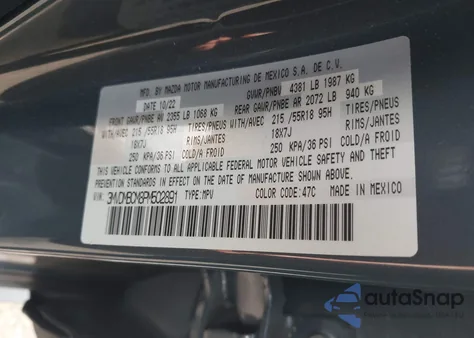 MFD. BY MAZDA MOTOR MANUFACTURING DE MEXICO S.A. DE C.V.
DATE 10/22 GVWR/PNBV 4381 LB 1987 KG
FRONT GAWR/PNBE AV 2355 LB 1068 KG REAR GAWR/PNBE AR 2072 LB 940 KG
WITH/AVEC 215 /55R18 95H TIRES/PNEUS WITH/AVEC 215 /55R18 95H TIRES/PNEUS
18X7J RIMS/JANTES 18X7J RIMS/JANTES
250 KPA/36 PSI COLD/A FROID 250 KPA/36 PSI COLD/A FROID
THIS VEHICLE CONFORMS TO ALL APPLICABLE FEDERAL MOTOR VEHICLE SAFETY AND
THEFT PREVENTION STANDARDS IN EFFECT ON THE DATE OF MANUFACTURE SHOWN ABOVE.
3MVDMBCM8PM502891 TYPE: MPV COLOR CODE: 47C MADE IN MEXICO
autoSnap